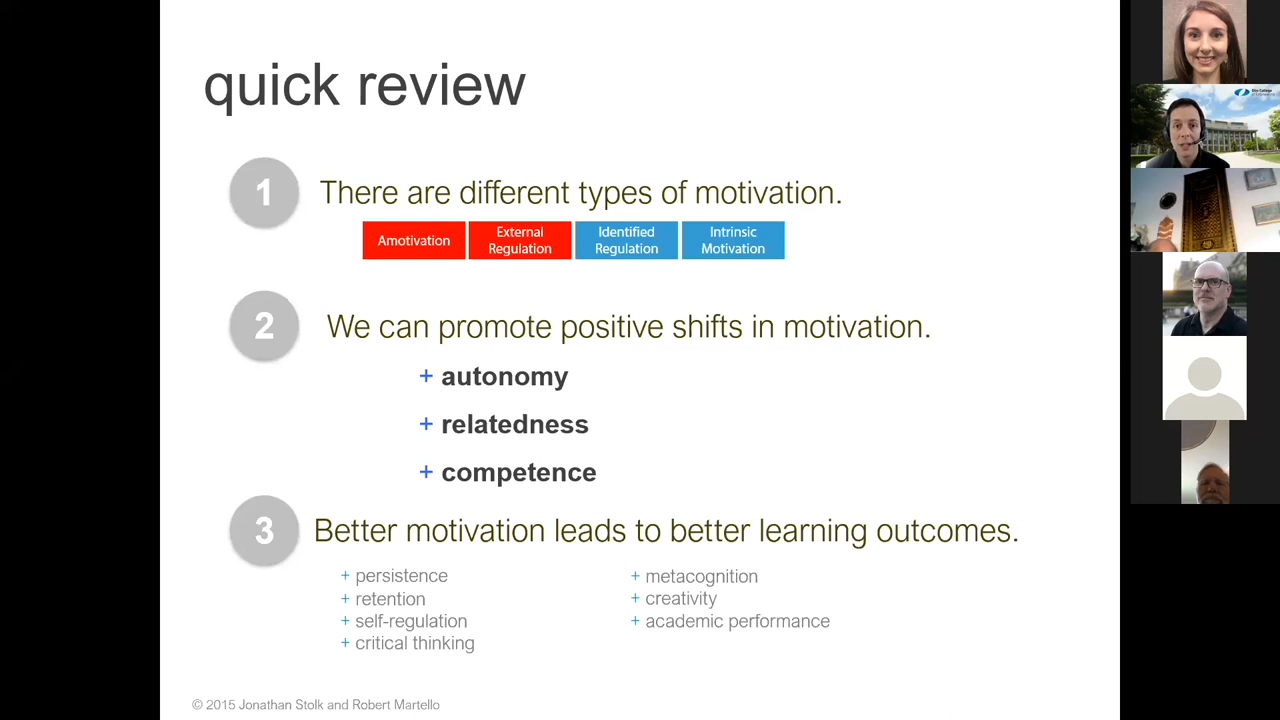 quick review
1 There are different types of motivation.
Amotivation
External
Regulation
Identified
Regulation
Intrinsic
Motivation
2 We can promote positive shifts in motivation.
+ autonomy
+ relatedness
+ competence
3 Better motivation leads to better learning outcomes.
+ persistence
+ retention
+ self-regulation
+ critical thinking
+ metacognition
+ creativity
+ academic performance
© 2015 Jonathan Stolk and Robert Martello